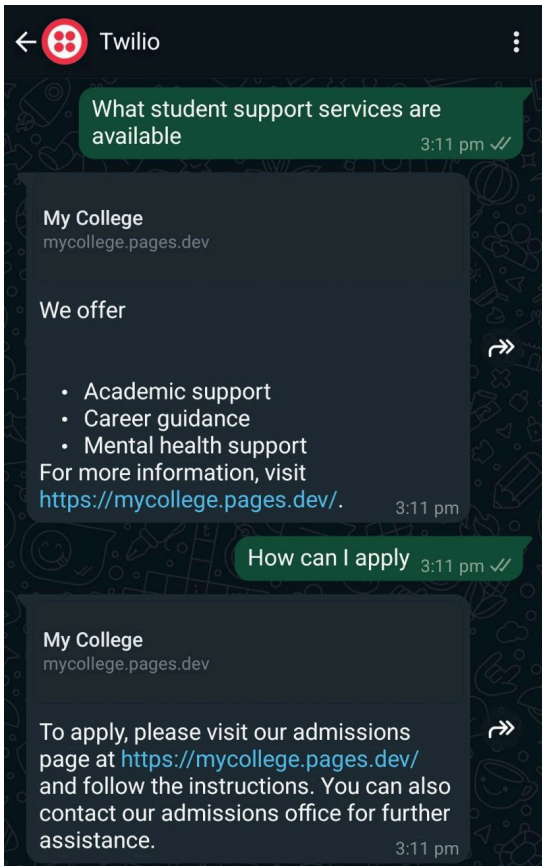 Twilio
What student support services are
available
3:11 pm
My College
mycollege.pages.dev
We offer
• Academic support
• Career guidance
• Mental health support
For more information, visit
https://mycollege.pages.dev/.
3:11 pm
How can I apply 3:11 pm
My College
mycollege.pages.dev
To apply, please visit our admissions
page at https://mycollege.pages.dev/
and follow the instructions. You can also
contact our admissions office for further
assistance.
3:11 pm